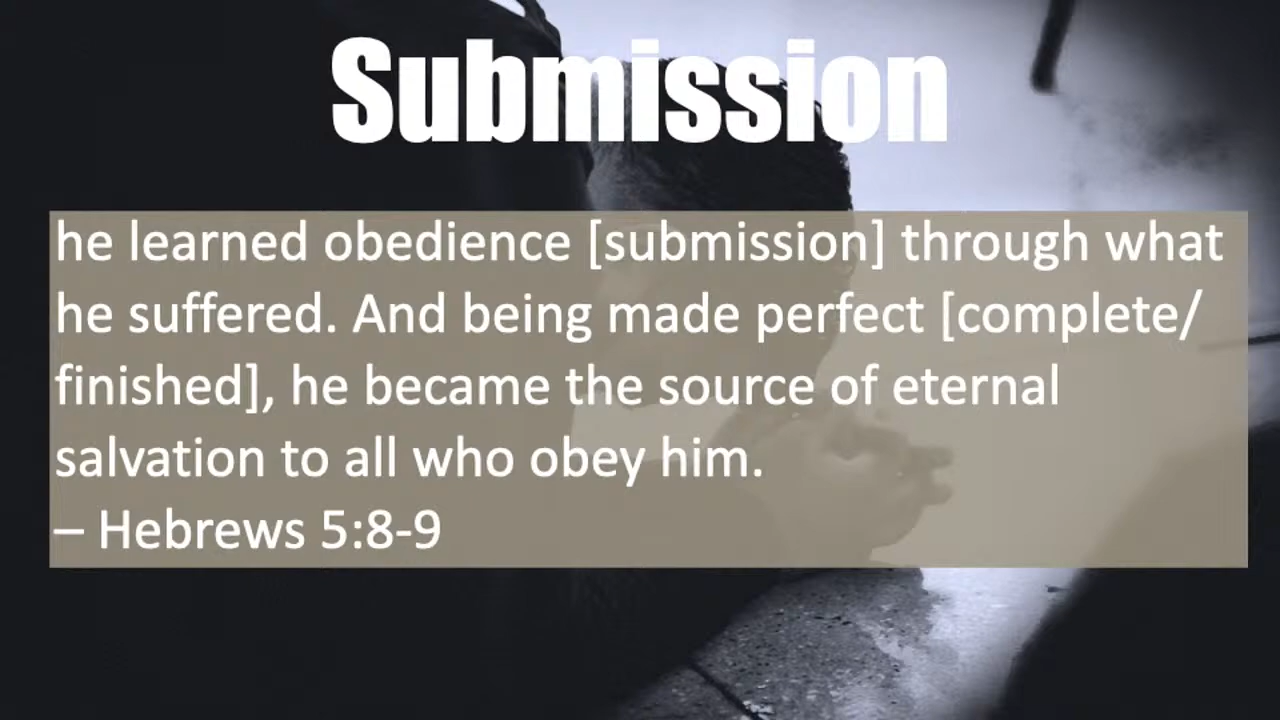 Submission
he learned obedience [submission] through what
he suffered. And being made perfect [complete/
finished], he became the source of eternal
salvation to all who obey him.
– Hebrews 5:8-9